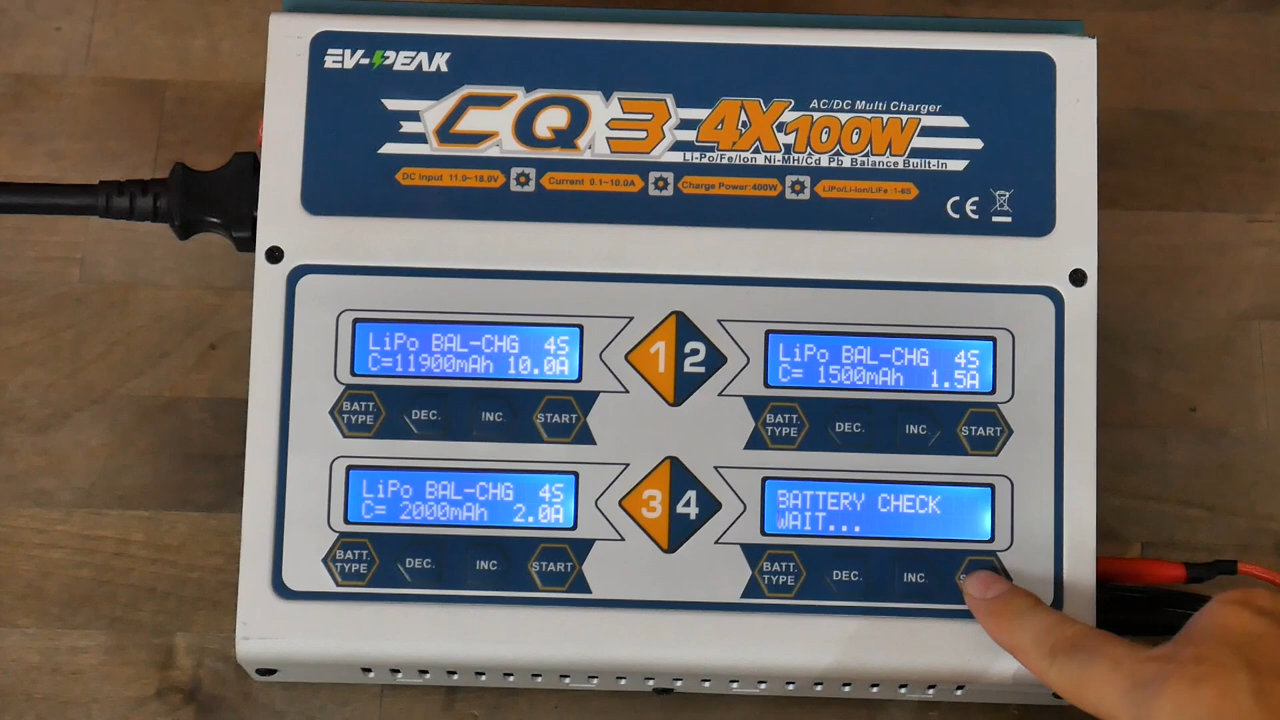 EV-PEAK
CQ3 4X100W
AC/DC Multi Charger
Li-Po/Fe/Ion Ni-MH/Cd Pb Balance Built-In
DC Input 11.0-18.0V
Current 0.1-10.0A
Charge Power:400W
LiPo/Li-Ion/LiFe :1-6S
CE
LiPo BAL-CHG 4S
C=11900mAh 10.0A
1 2
LiPo BAL-CHG 4S
C= 1500mAh 1.5A
BATT. TYPE
DEC.
INC.
START
BATT. TYPE
DEC.
INC.
START
LiPo BAL-CHG 4S
C= 2000mAh 2.0A
3 4
BATTERY CHECK
WAIT...
BATT. TYPE
DEC.
INC.
START
BATT. TYPE
DEC.
INC.